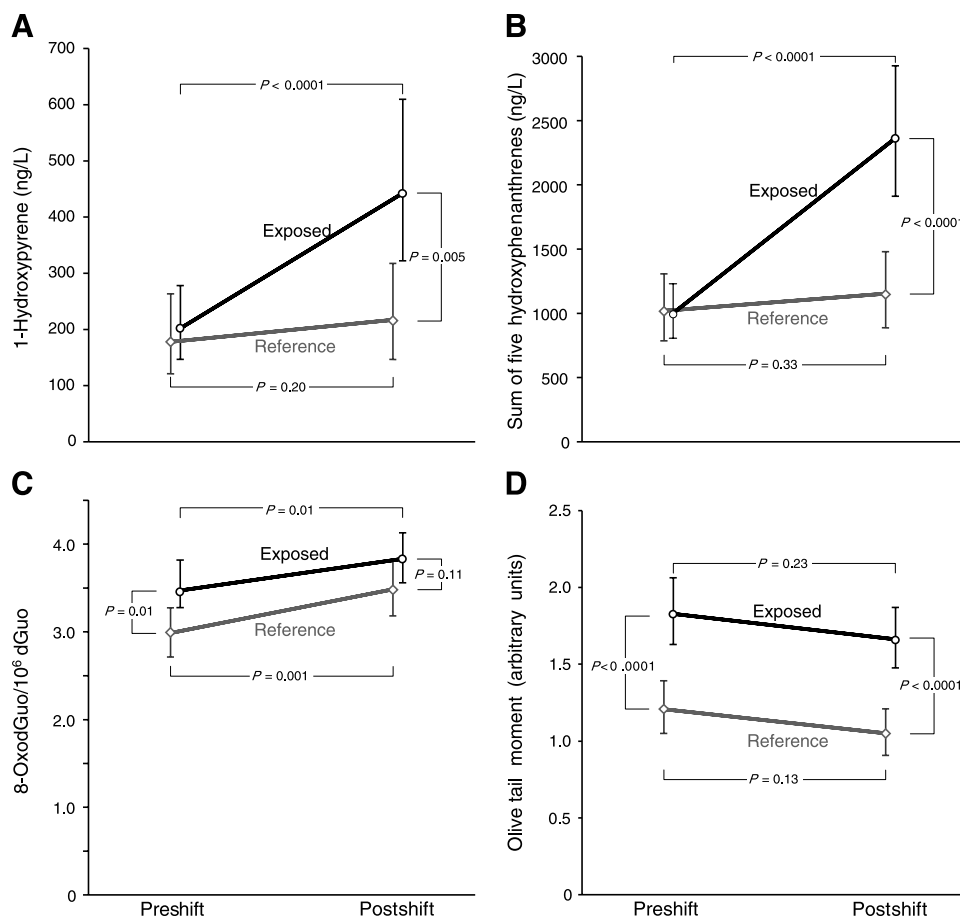 A
1-Hydroxypyrene (ng/L)
700
600
500
400
300
200
100
0
P < 0.0001
Exposed
P = 0.005
Reference
P = 0.20
B
Sum of five hydroxyphenanthrenes (ng/L)
3000
2500
2000
1500
1000
500
0
P < 0.0001
Exposed
P < 0.0001
Reference
P = 0.33
C
8-OxodGuo/10⁶ dGuo
4.0
3.0
2.0
1.0
0
P = 0.01
Exposed
P = 0.11
P = 0.01
Reference
P = 0.001
Preshift
Postshift
D
Olive tail moment (arbitrary units)
2.5
2.0
1.5
1.0
0.5
0
P = 0.23
Exposed
P<0 .0001
P < 0.0001
Reference
P = 0.13
Preshift
Postshift